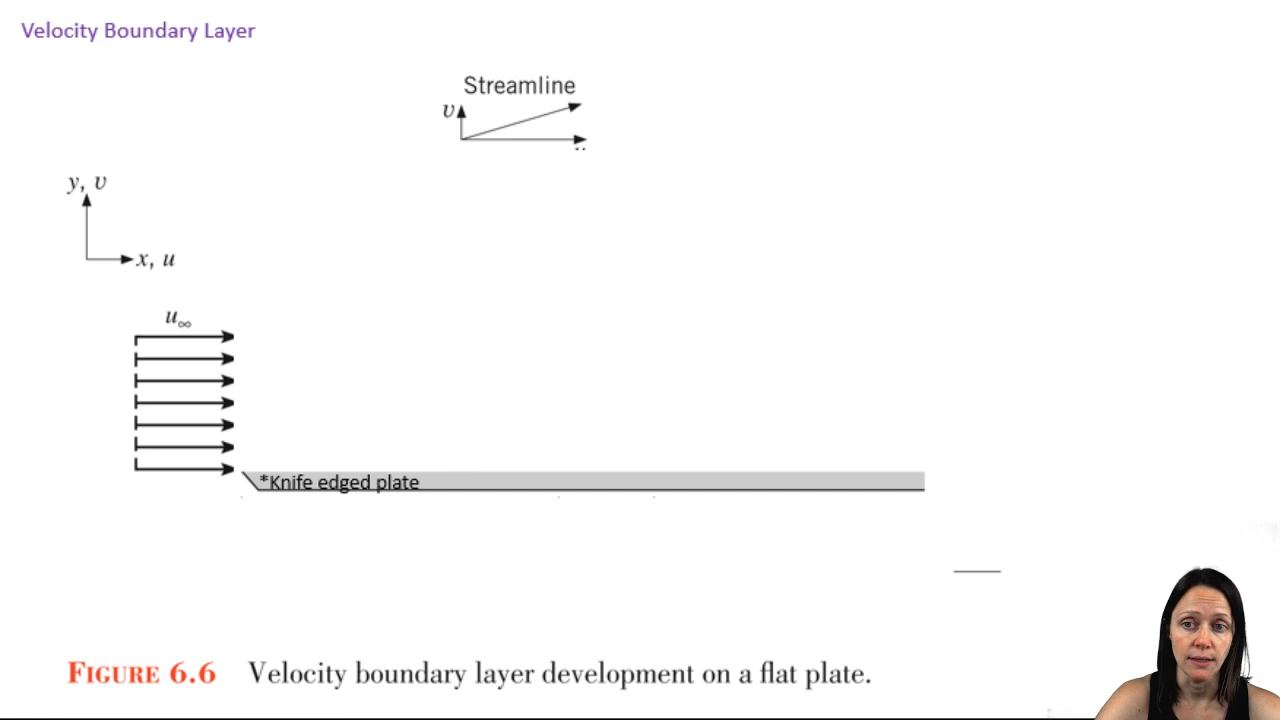 Velocity Boundary Layer
Streamline
υ
y, υ
x, u
u∞
*Knife edged plate
FIGURE 6.6 Velocity boundary layer development on a flat plate.